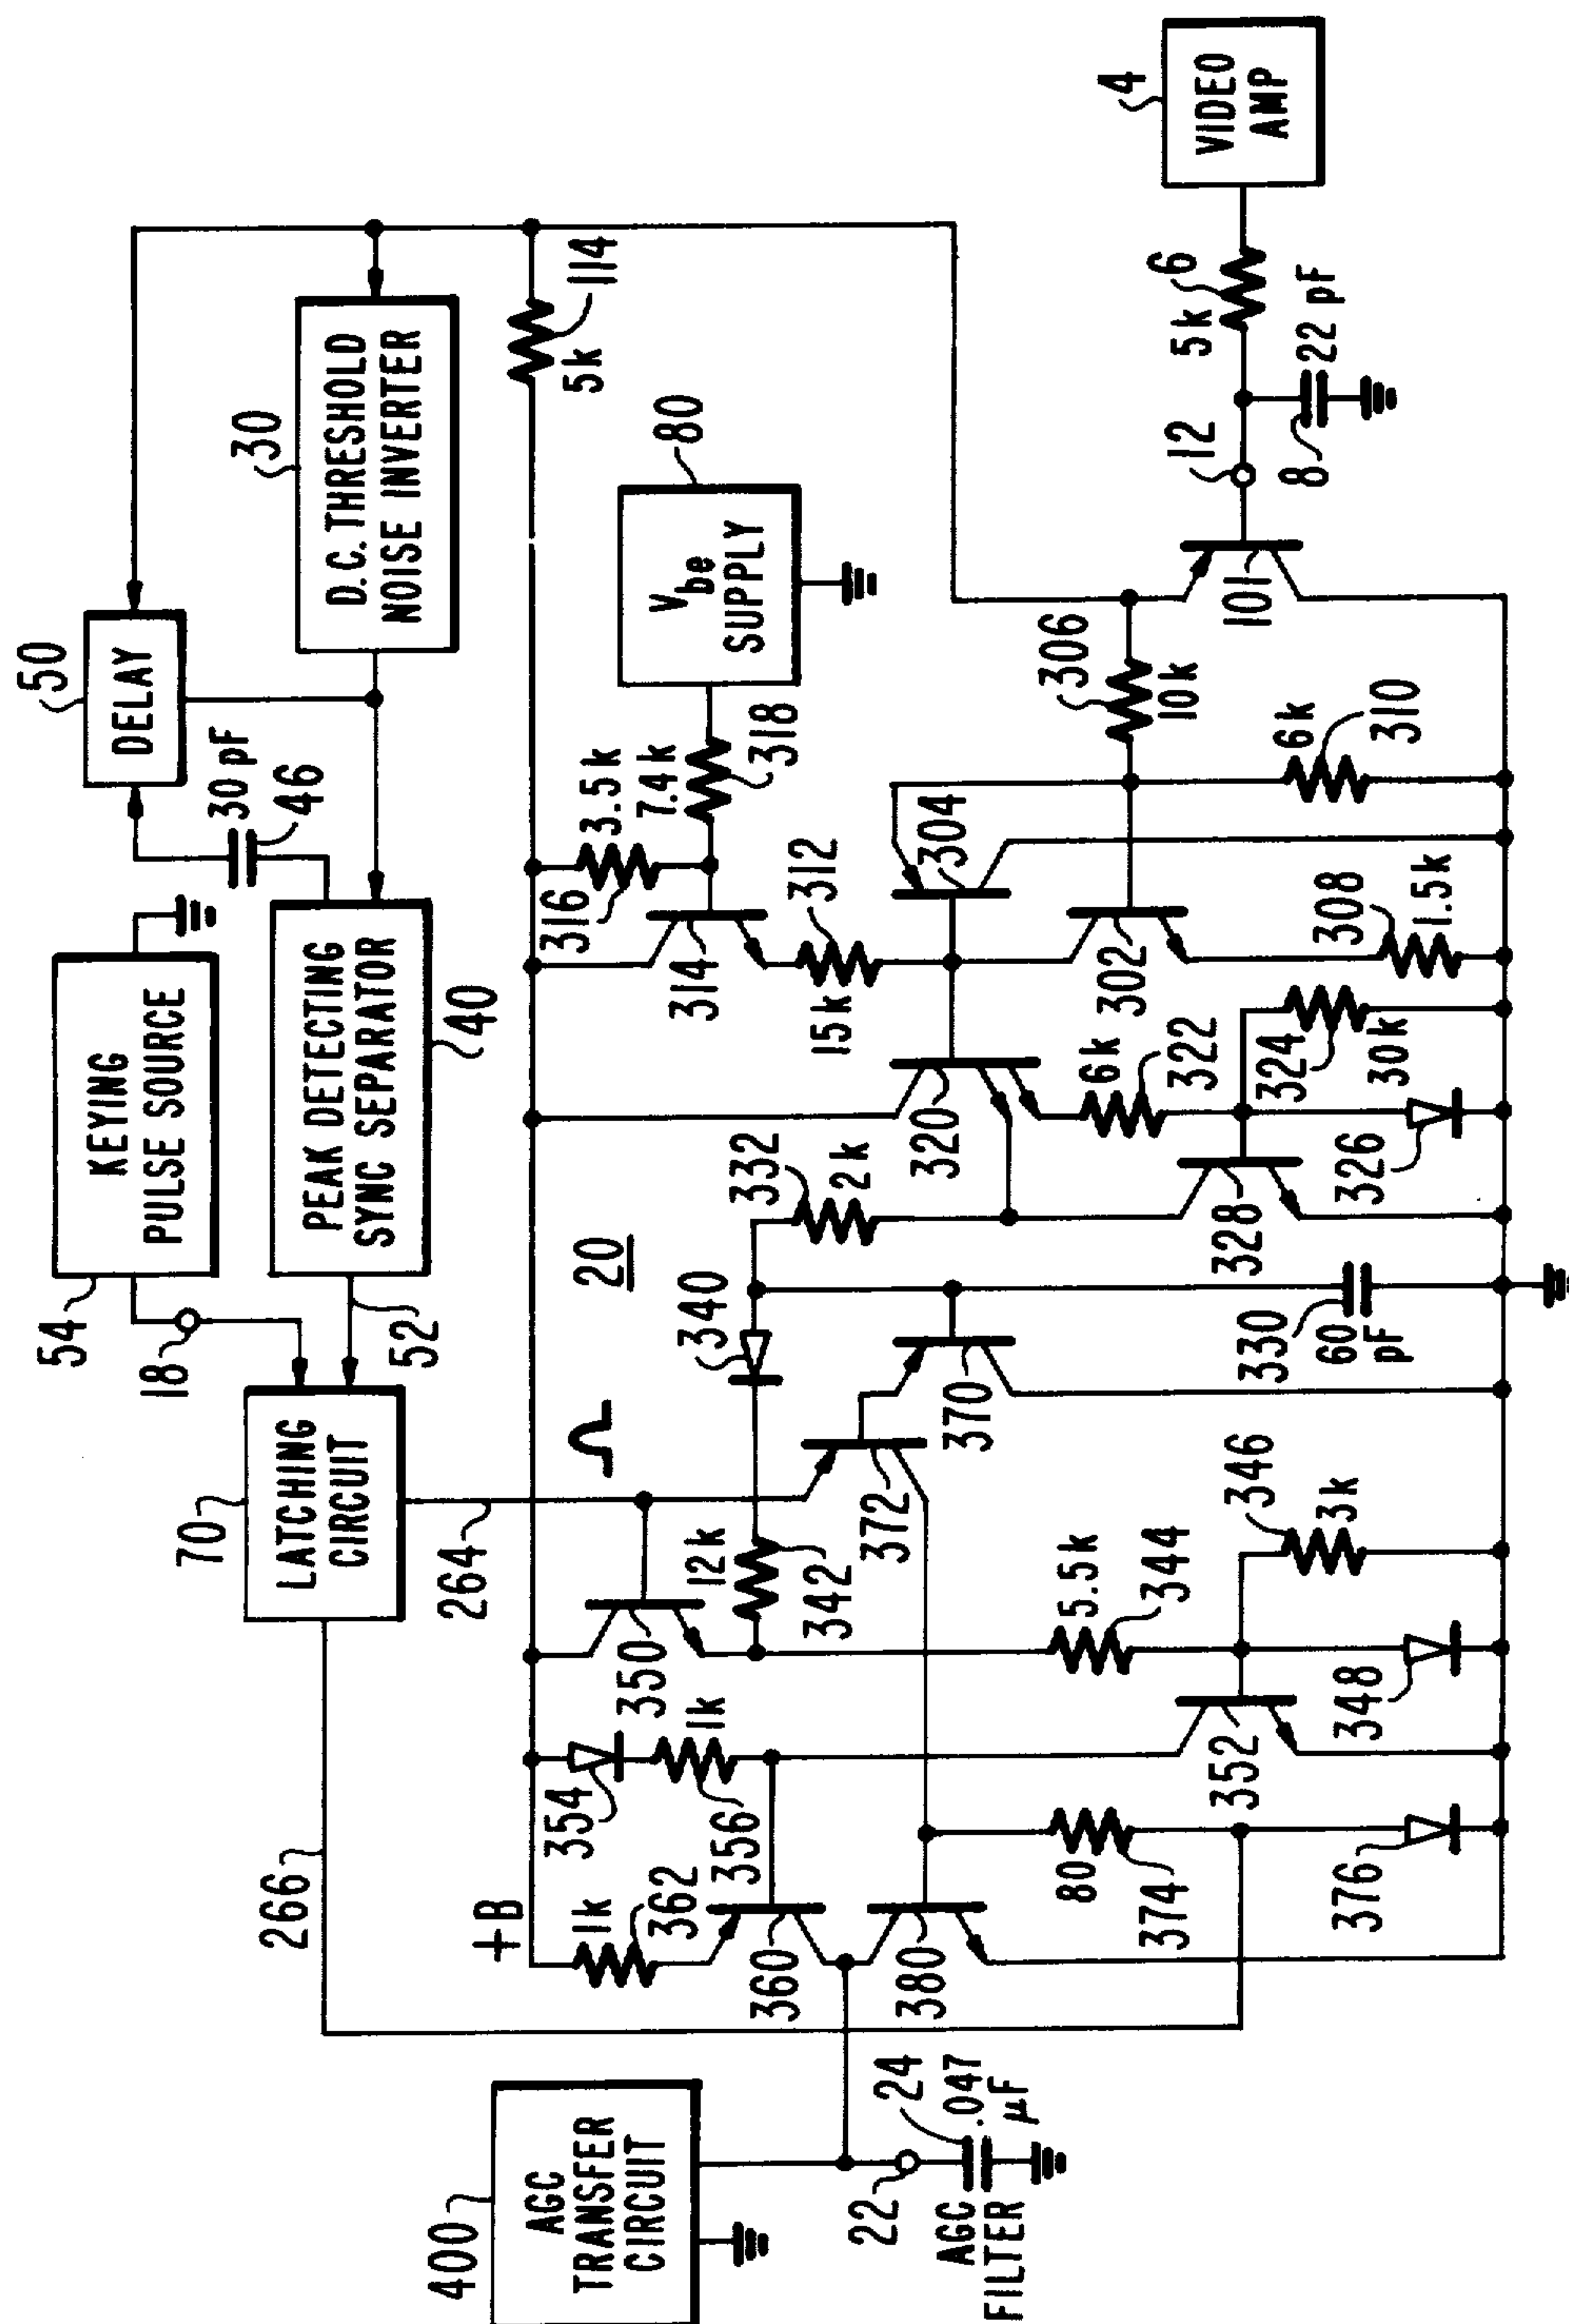 400
AGC
TRANSFER
CIRCUIT
22
24
AGC
FILTER
.047
µF
266
+B
70
LATCHING
CIRCUIT
264
54
KEYING
PULSE SOURCE
18
52
PEAK DETECTING
SYNC SEPARATOR
40
50
DELAY
30 pF
46
30
D.C. THRESHOLD
NOISE INVERTER
5k
114
20
1k
362
360
380
354
356
1k
350
12k
342
340
372
370
332
2k
320
314
316
3.5k
7.4k
318
Vbe
SUPPLY
80
15k
312
304
302
306
10k
6k
310
308
1.5k
6k
322
324
30k
326
328
330
60
pF
5.5k
344
346
3k
348
352
80
374
376
101
12
8
22 pF
5k
6
4
VIDEO
AMP